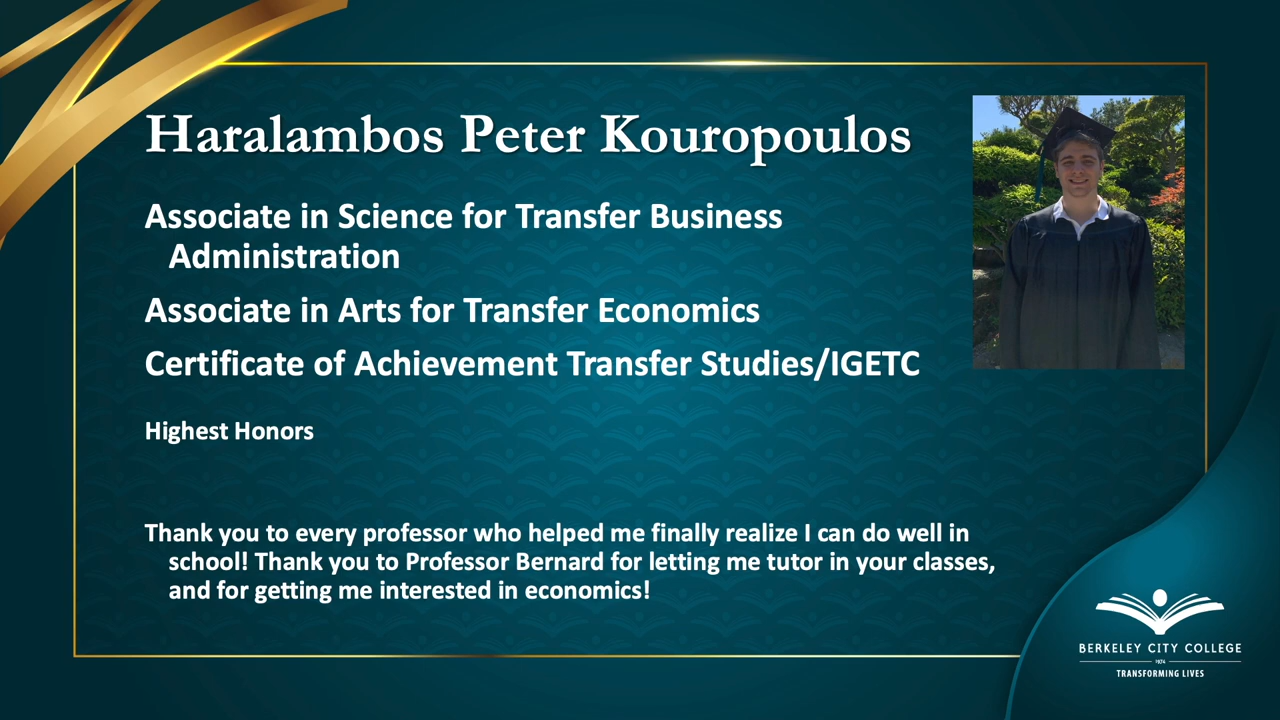 Haralambos Peter Kouropoulos
Associate in Science for Transfer Business
Administration
Associate in Arts for Transfer Economics
Certificate of Achievement Transfer Studies/IGETC
Highest Honors
Thank you to every professor who helped me finally realize I can do well in
school! Thank you to Professor Bernard for letting me tutor in your classes,
and for getting me interested in economics!
BERKELEY CITY COLLEGE
1974
TRANSFORMING LIVES